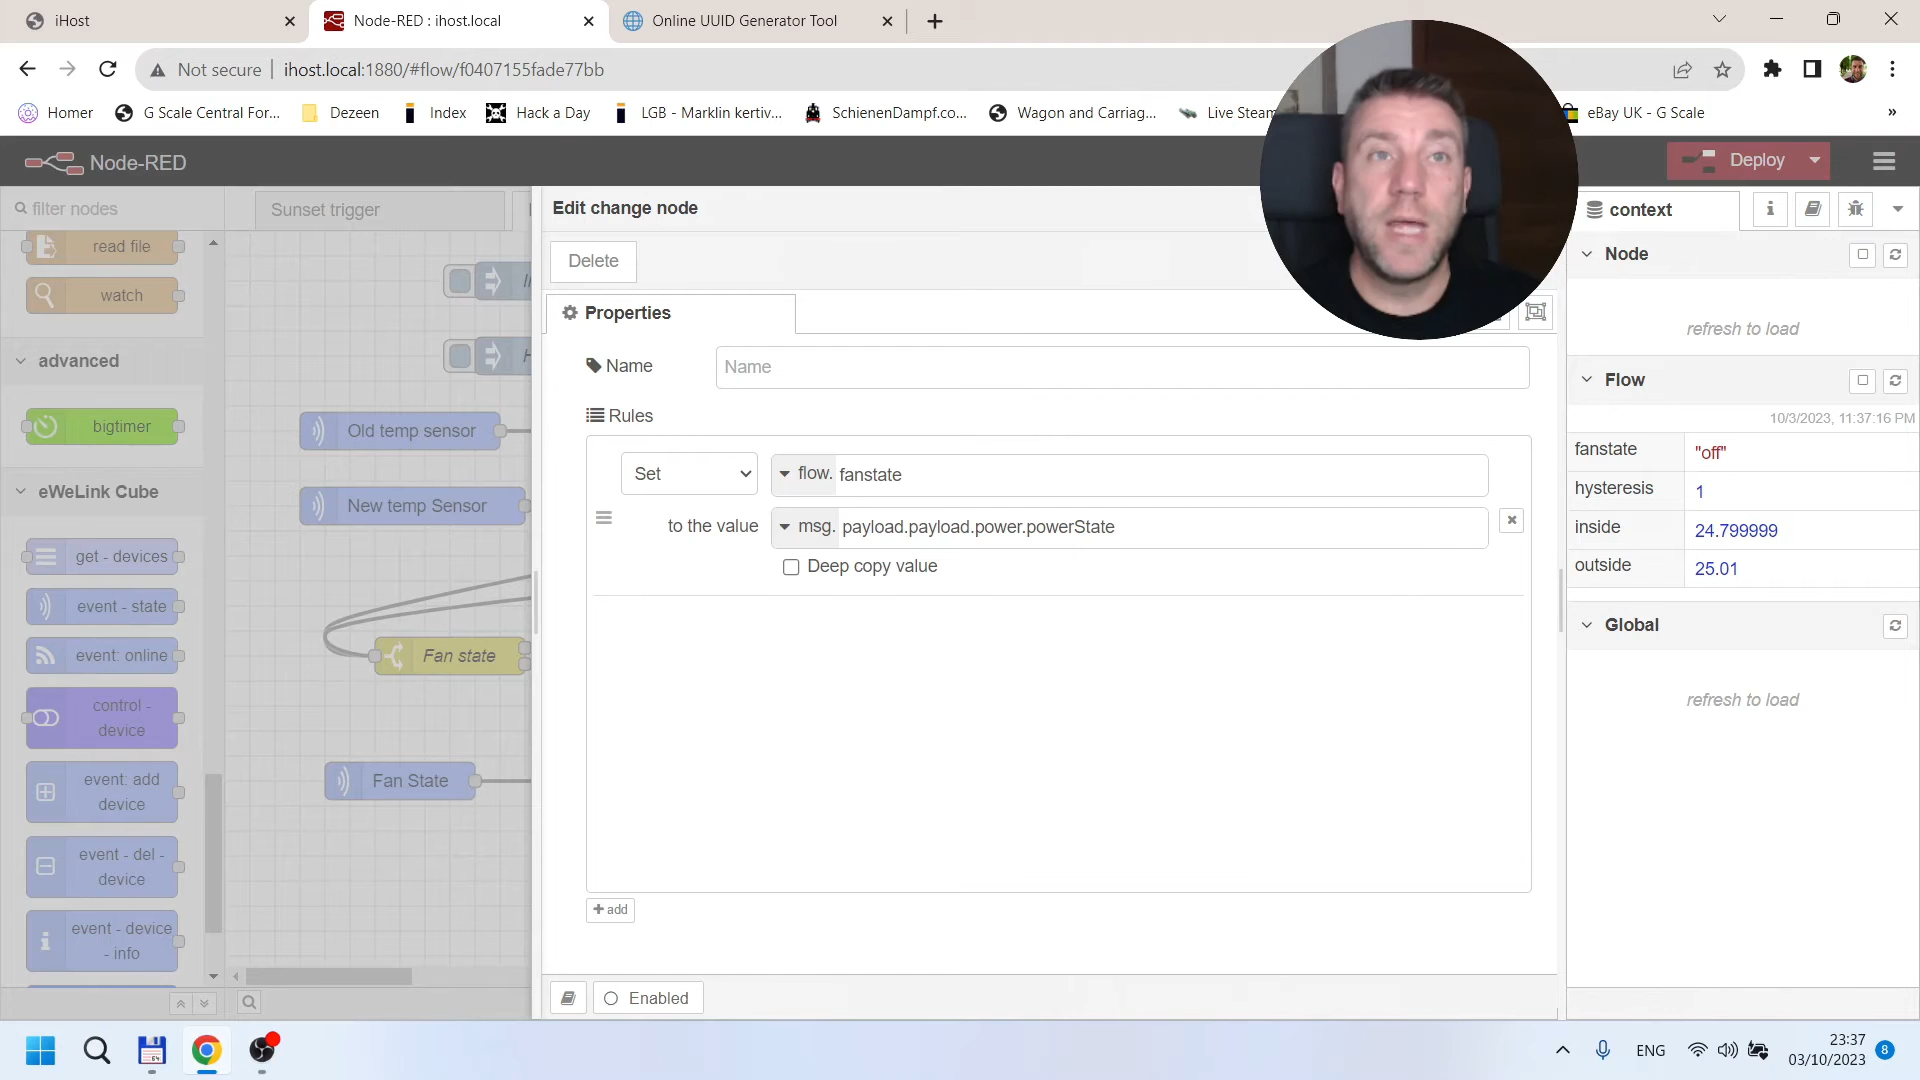 iHost
Node-RED : ihost.local
Online UUID Generator Tool
Not secure
ihost.local:1880/#flow/f0407155fade77bb
Homer
G Scale Central For...
Dezeen
Index
Hack a Day
LGB - Marklin kertiv...
SchienenDampf.co...
Wagon and Carriag...
Live Steam
eBay UK - G Scale
»
Node-RED
Deploy
filter nodes
Sunset trigger
Edit change node
context
Delete
Node
read file
watch
Properties
refresh to load
Name
Name
Flow
advanced
10/3/2023, 11:37:16 PM
Rules
bigtimer
Old temp sensor
Set
flow. fanstate
fanstate
"off"
hysteresis
1
eWeLink Cube
New temp Sensor
to the value
msg. payload.payload.power.powerState
inside
24.799999
Deep copy value
outside
25.01
get - devices
event - state
event: online
Fan state
Global
refresh to load
control - device
event: add device
Fan State
event - del - device
event - device - info
+ add
Enabled
ENG
23:37
03/10/2023
8